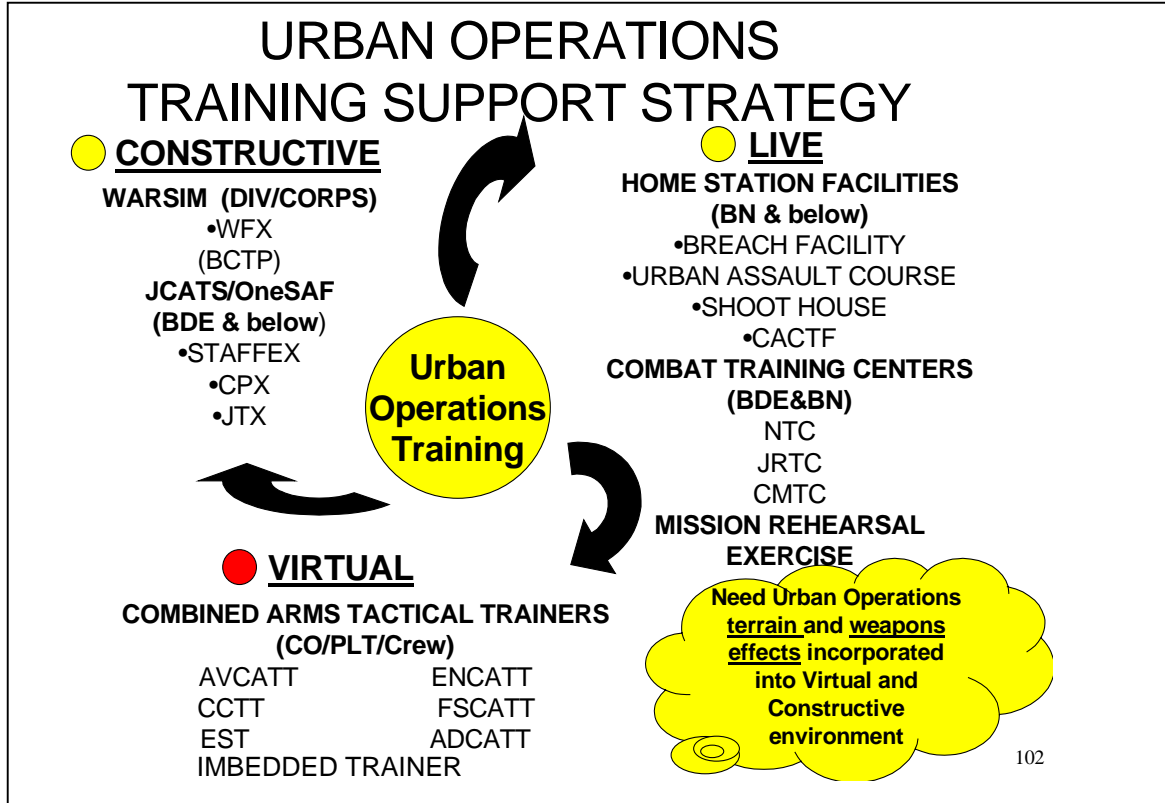 URBAN OPERATIONS
TRAINING SUPPORT STRATEGY
CONSTRUCTIVE
WARSIM (DIV/CORPS)
•WFX
(BCTP)
JCATS/OneSAF
(BDE & below)
•STAFFEX
•CPX
•JTX
LIVE
HOME STATION FACILITIES
(BN & below)
•BREACH FACILITY
•URBAN ASSAULT COURSE
•SHOOT HOUSE
•CACTF
COMBAT TRAINING CENTERS
(BDE&BN)
NTC
JRTC
CMTC
MISSION REHEARSAL
EXERCISE
Urban
Operations
Training
VIRTUAL
COMBINED ARMS TACTICAL TRAINERS
(CO/PLT/Crew)
AVCATT ENCATT
CCTT FSCATT
EST ADCATT
IMBEDDED TRAINER
Need Urban Operations
terrain and weapons
effects incorporated
into Virtual and
Constructive
environment
102